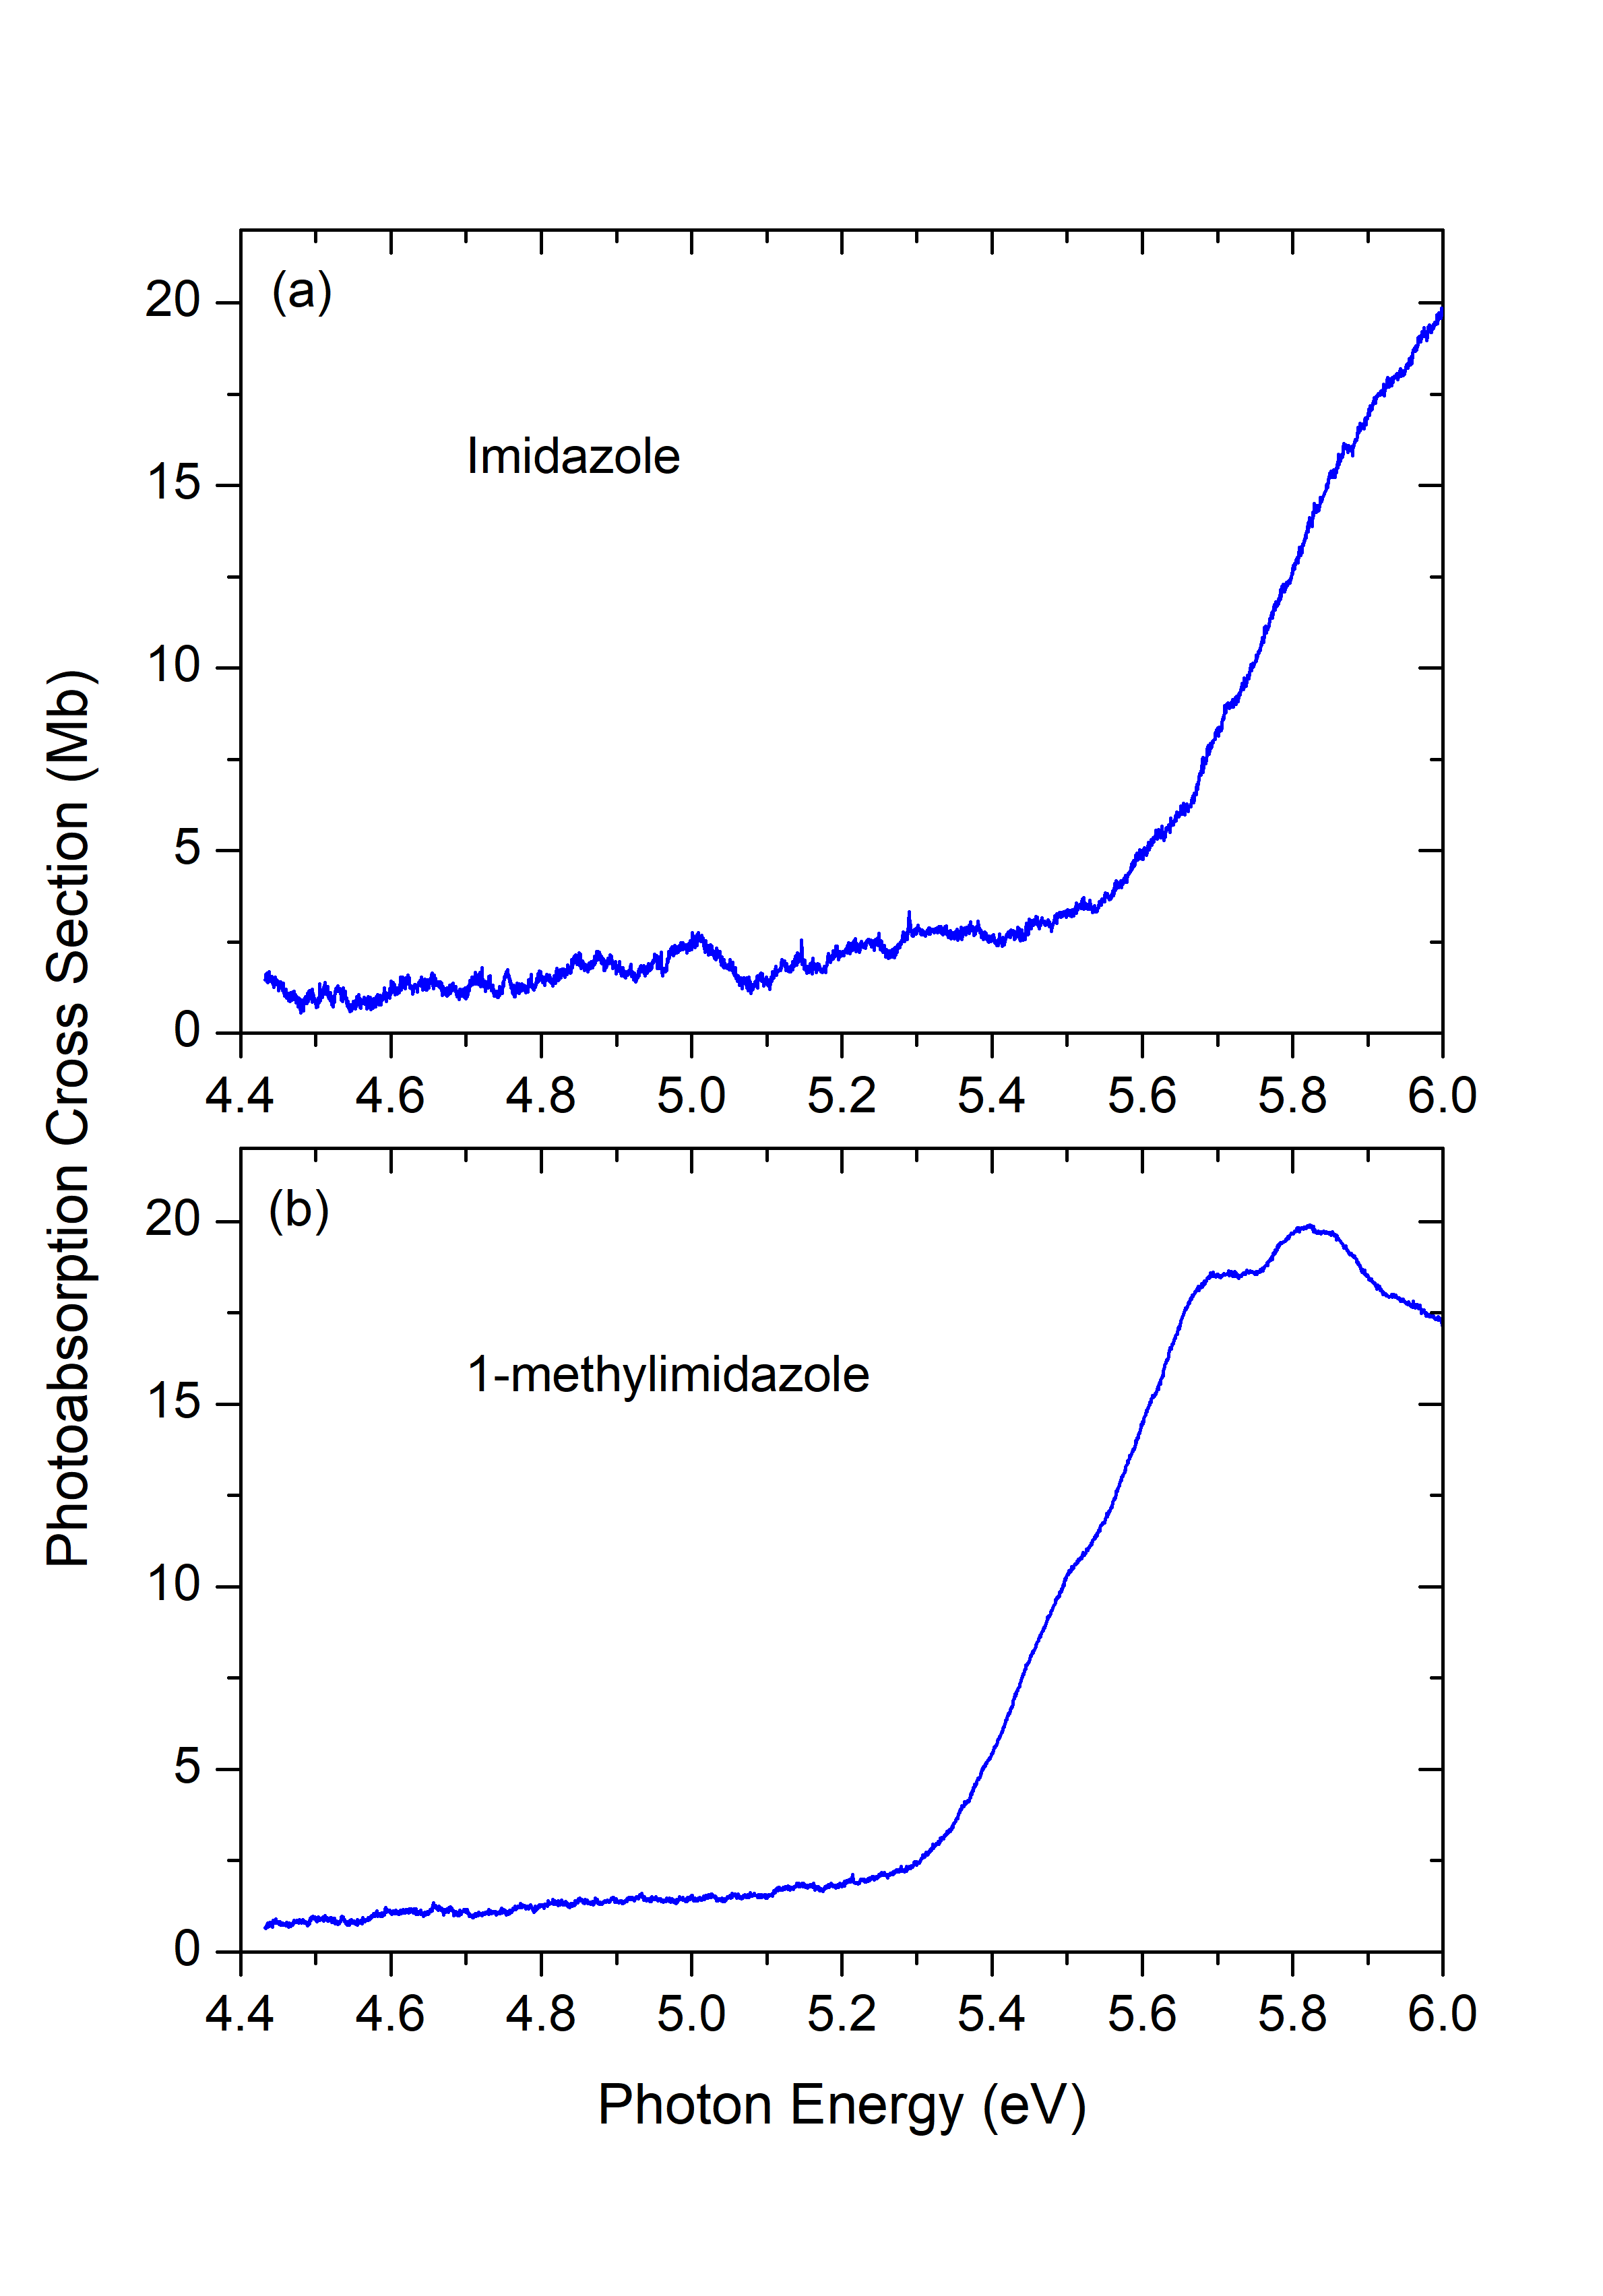 Photoabsorption Cross Section (Mb)
(a)
Imidazole
20
15
10
5
0
4.4 4.6 4.8 5.0 5.2 5.4 5.6 5.8 6.0
(b)
1-methylimidazole
20
15
10
5
0
4.4 4.6 4.8 5.0 5.2 5.4 5.6 5.8 6.0
Photon Energy (eV)